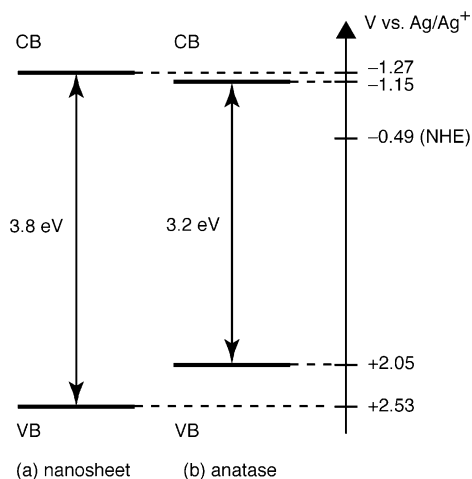 CB
CB
V vs. Ag/Ag⁺
−1.27
−1.15
−0.49 (NHE)
3.8 eV
3.2 eV
+2.05
+2.53
VB
VB
(a) nanosheet
(b) anatase